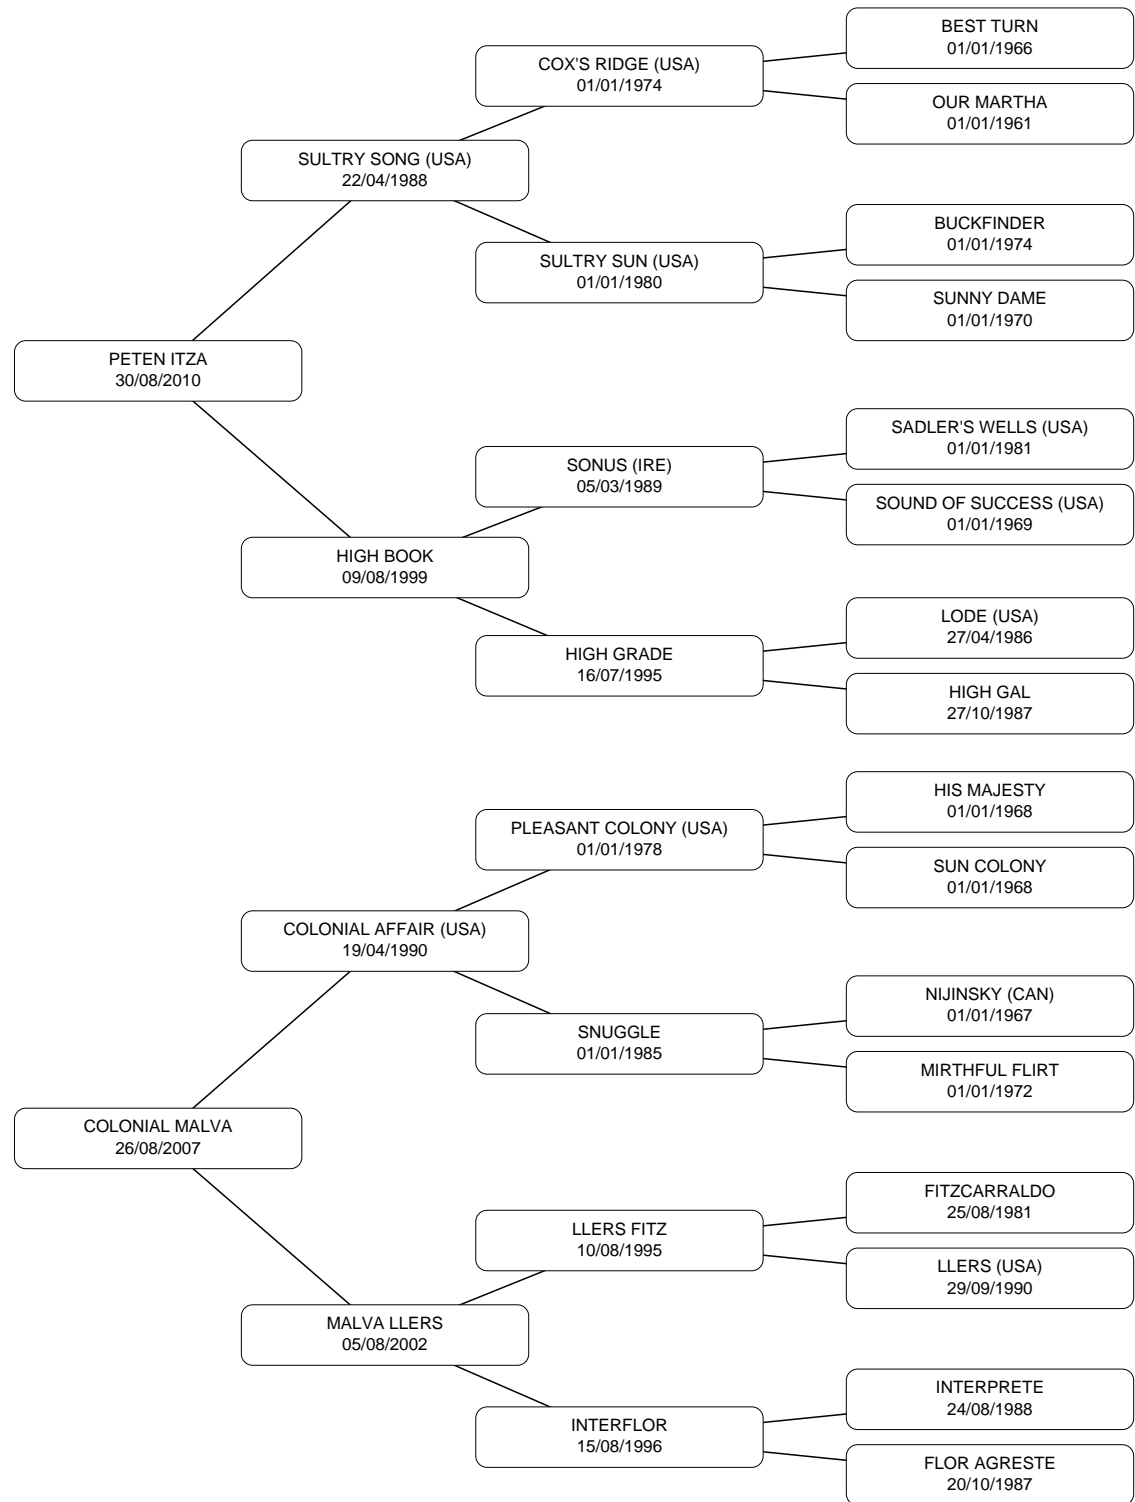 BEST TURN
01/01/1966
COX'S RIDGE (USA)
01/01/1974
OUR MARTHA
01/01/1961
SULTRY SONG (USA)
22/04/1988
BUCKFINDER
01/01/1974
SULTRY SUN (USA)
01/01/1980
SUNNY DAME
01/01/1970
PETEN ITZA
30/08/2010
SADLER'S WELLS (USA)
01/01/1981
SONUS (IRE)
05/03/1989
SOUND OF SUCCESS (USA)
01/01/1969
HIGH BOOK
09/08/1999
LODE (USA)
27/04/1986
HIGH GRADE
16/07/1995
HIGH GAL
27/10/1987
HIS MAJESTY
01/01/1968
PLEASANT COLONY (USA)
01/01/1978
SUN COLONY
01/01/1968
COLONIAL AFFAIR (USA)
19/04/1990
NIJINSKY (CAN)
01/01/1967
SNUGGLE
01/01/1985
MIRTHFUL FLIRT
01/01/1972
COLONIAL MALVA
26/08/2007
FITZCARRALDO
25/08/1981
LLERS FITZ
10/08/1995
LLERS (USA)
29/09/1990
MALVA LLERS
05/08/2002
INTERPRETE
24/08/1988
INTERFLOR
15/08/1996
FLOR AGRESTE
20/10/1987